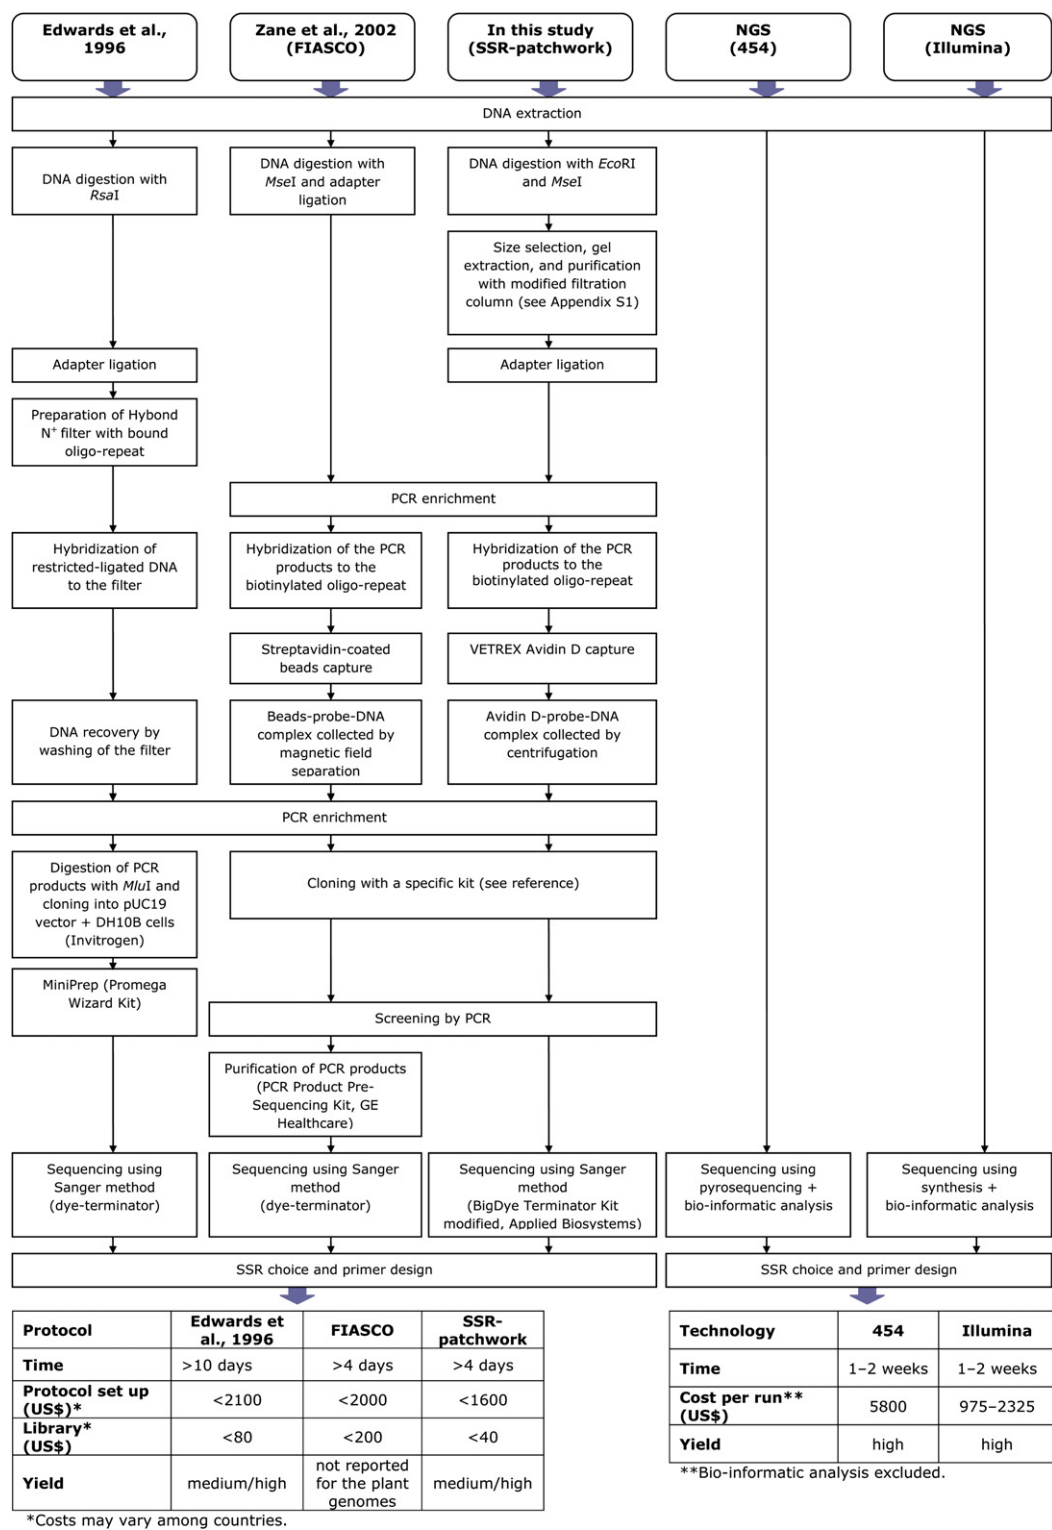 Edwards et al.,
1996
Zane et al., 2002
(FIASCO)
In this study
(SSR-patchwork)
NGS
(454)
NGS
(Illumina)
DNA extraction
DNA digestion with
RsaI
DNA digestion with
MseI and adapter
ligation
DNA digestion with EcoRI
and MseI
Size selection, gel
extraction, and purification
with modified filtration
column (see Appendix S1)
Adapter ligation
Adapter ligation
Preparation of Hybond
N+ filter with bound
oligo-repeat
PCR enrichment
Hybridization of
restricted-ligated DNA
to the filter
Hybridization of the PCR
products to the
biotinylated oligo-repeat
Hybridization of the PCR
products to the
biotinylated oligo-repeat
Streptavidin-coated
beads capture
VETREX Avidin D capture
DNA recovery by
washing of the filter
Beads-probe-DNA
complex collected by
magnetic field
separation
Avidin D-probe-DNA
complex collected by
centrifugation
PCR enrichment
Digestion of PCR
products with MluI and
cloning into pUC19
vector + DH10B cells
(Invitrogen)
Cloning with a specific kit (see reference)
MiniPrep (Promega
Wizard Kit)
Screening by PCR
Purification of PCR products
(PCR Product Pre-
Sequencing Kit, GE
Healthcare)
Sequencing using
Sanger method
(dye-terminator)
Sequencing using Sanger
method
(dye-terminator)
Sequencing using Sanger
method
(BigDye Terminator Kit
modified, Applied Biosystems)
Sequencing using
pyrosequencing +
bio-informatic analysis
Sequencing using
synthesis +
bio-informatic analysis
SSR choice and primer design
SSR choice and primer design
Protocol
Edwards et
al., 1996
FIASCO
SSR-
patchwork
Time
>10 days
>4 days
>4 days
Protocol set up
(US$)*
<2100
<2000
<1600
Library*
(US$)
<80
<200
<40
Yield
medium/high
not reported
for the plant
genomes
medium/high
*Costs may vary among countries.
Technology
454
Illumina
Time
1–2 weeks
1–2 weeks
Cost per run**
(US$)
5800
975–2325
Yield
high
high
**Bio-informatic analysis excluded.